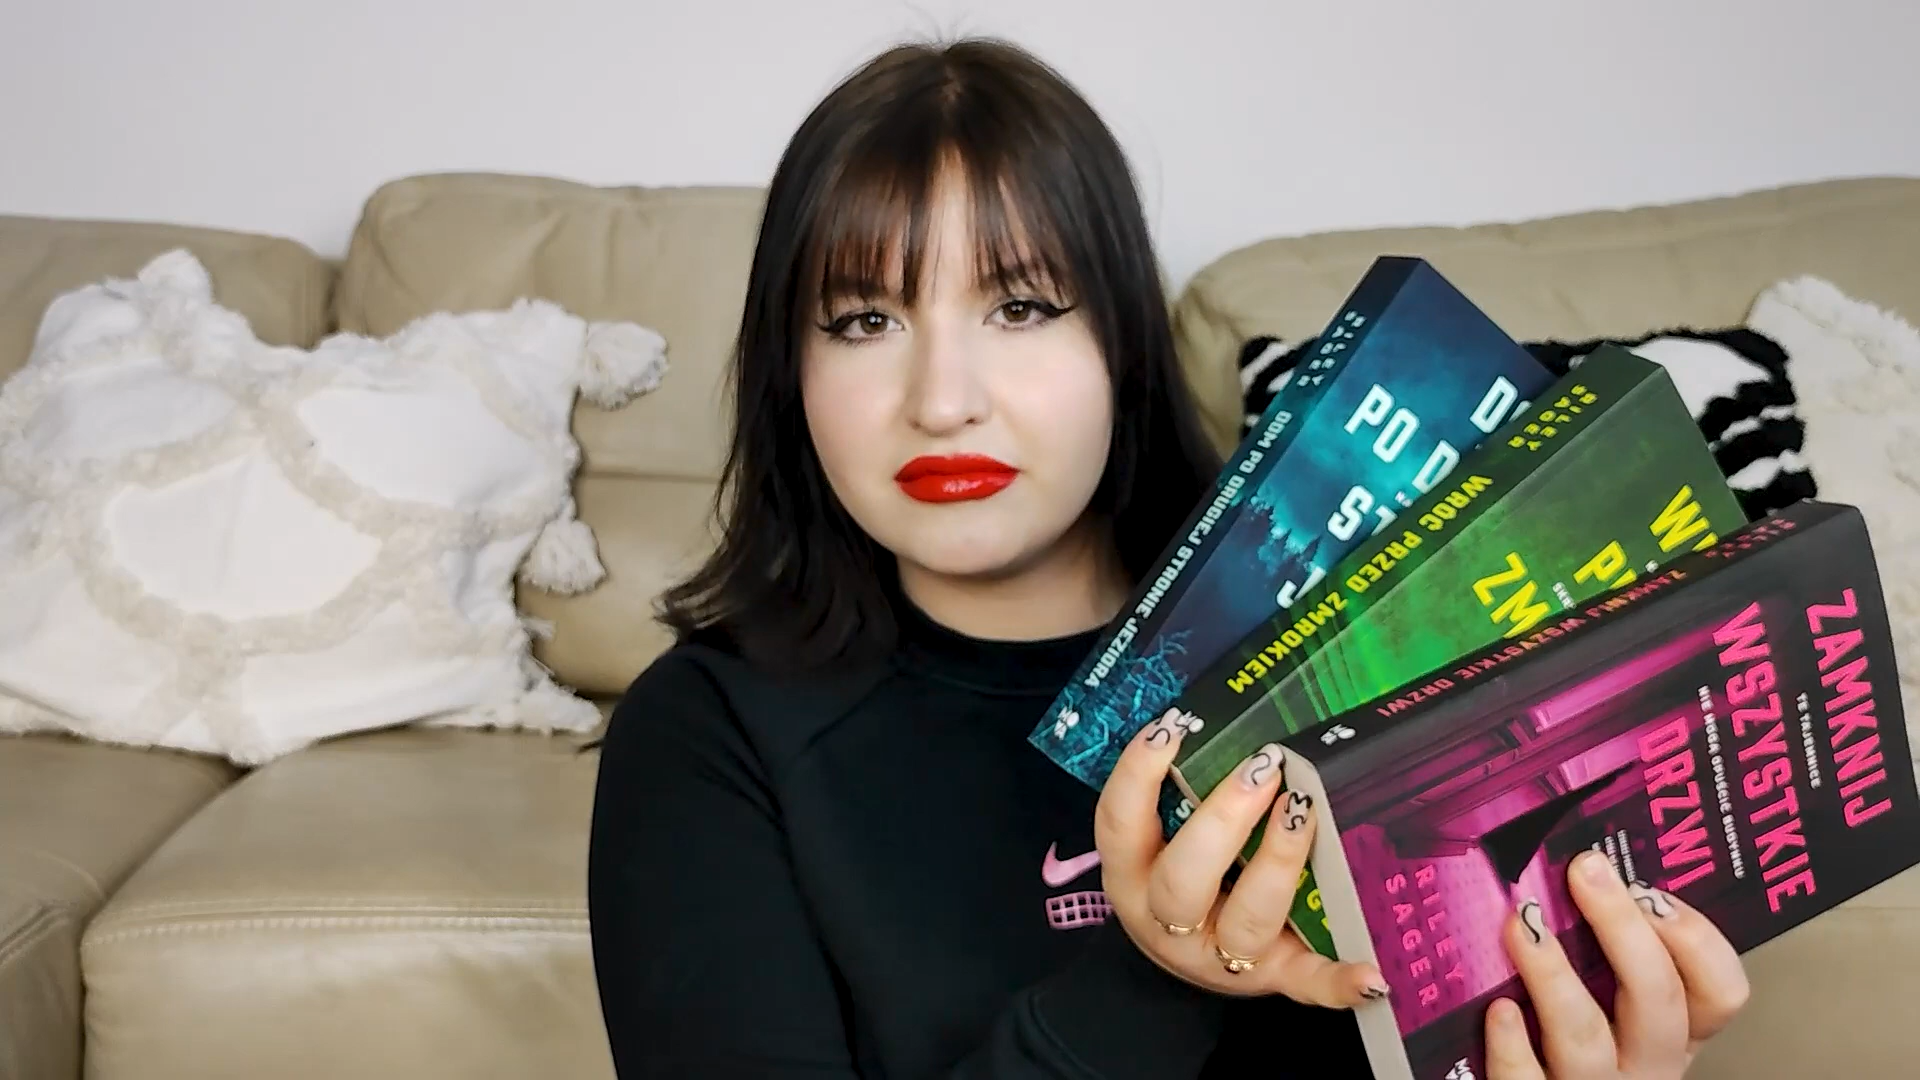 RILEY SAGER
DOM PO DRUGIEJ STRONIE JEZIORA
PO
RILEY SAGER
WRÓĆ PRZED ZMROKIEM
ZM
ZAMKNIJ WSZYSTKIE DRZWI
ZAMKNIJ
WSZYSTKIE
DRZWI
TE TAJEMNICE
NIE MOGĄ OPUŚCIĆ BUDYNKU
RILEY
SAGER